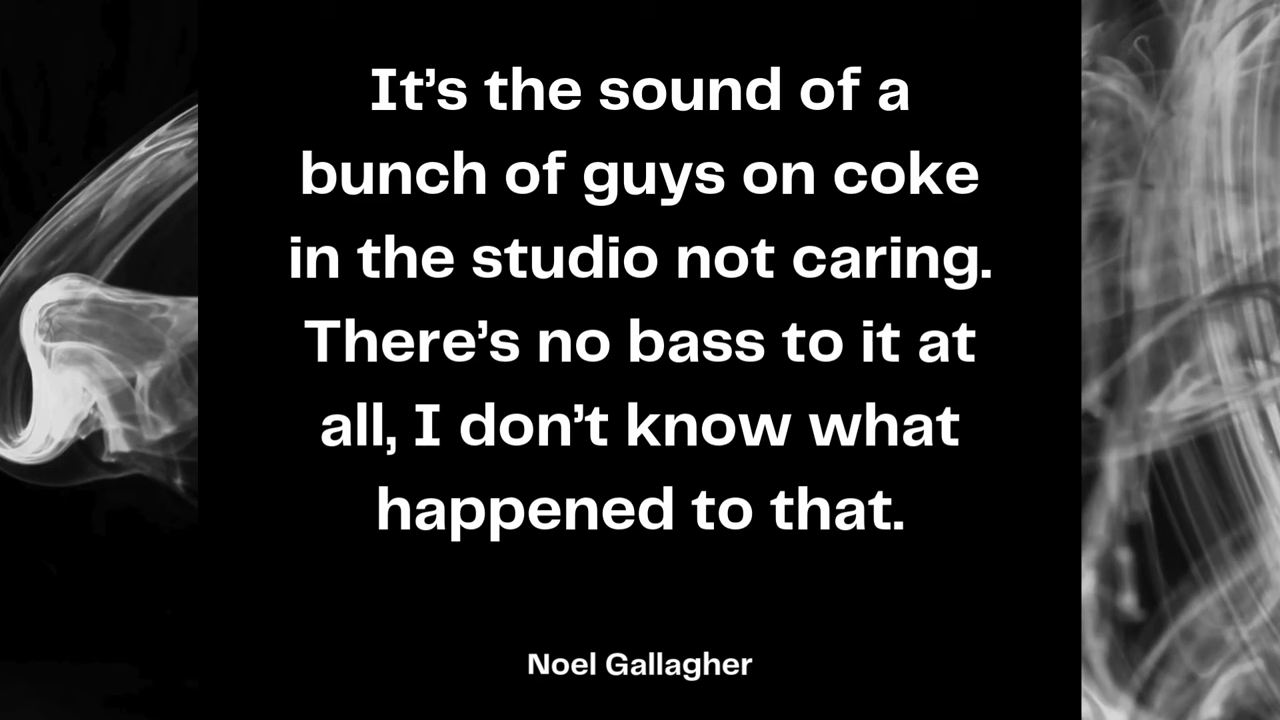 It’s the sound of a
bunch of guys on coke
in the studio not caring.
There’s no bass to it at
all, I don’t know what
happened to that.
Noel Gallagher